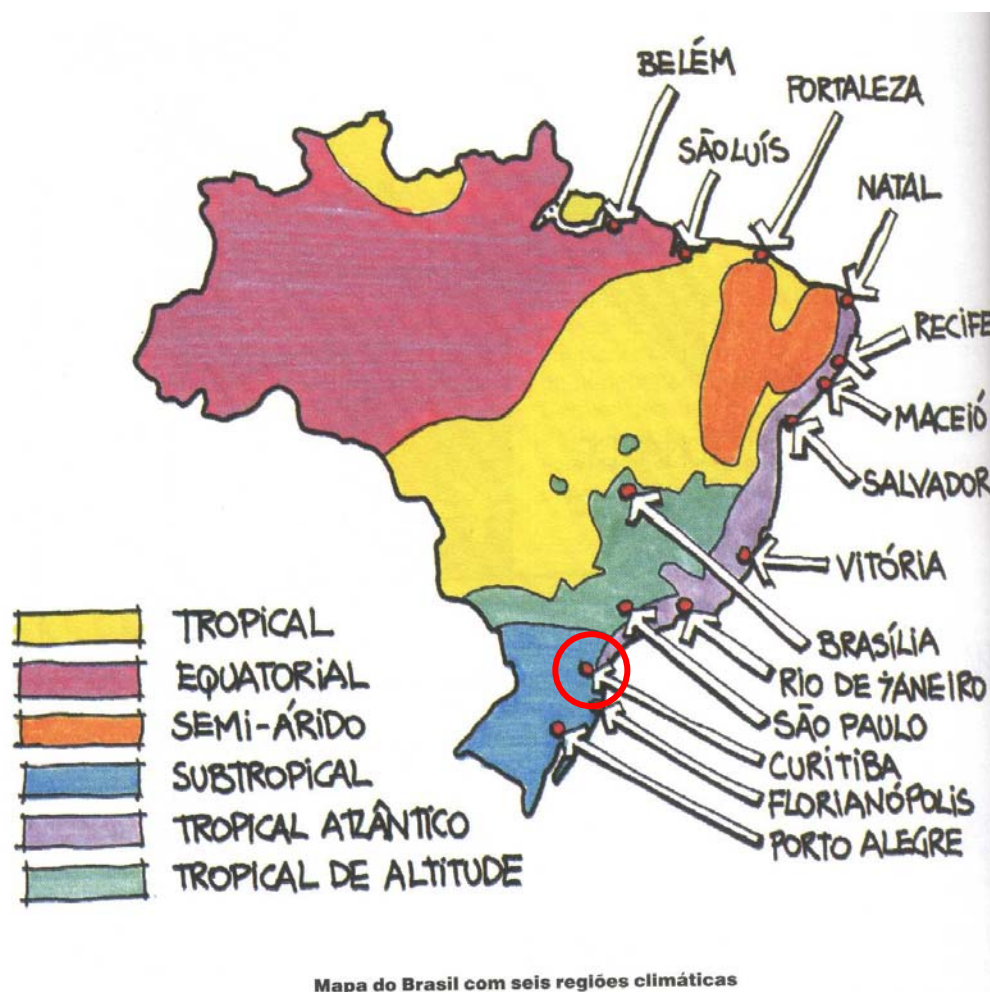 BELÉM
FORTALEZA
SÃO LUÍS
NATAL
RECIFE
MACEIÓ
SALVADOR
VITÓRIA
BRASÍLIA
RIO DE JANEIRO
SÃO PAULO
CURITIBA
FLORIANÓPOLIS
PORTO ALEGRE
TROPICAL
EQUATORIAL
SEMI-ÁRIDO
SUBTROPICAL
TROPICAL ATLÂNTICO
TROPICAL DE ALTITUDE
Mapa do Brasil com seis regiões climáticas